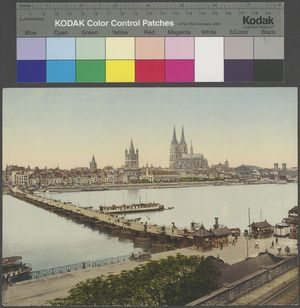 KODAK Color Control Patches
Kodak
Blue Cyan Green Yellow Red Magenta White 3/Color Black